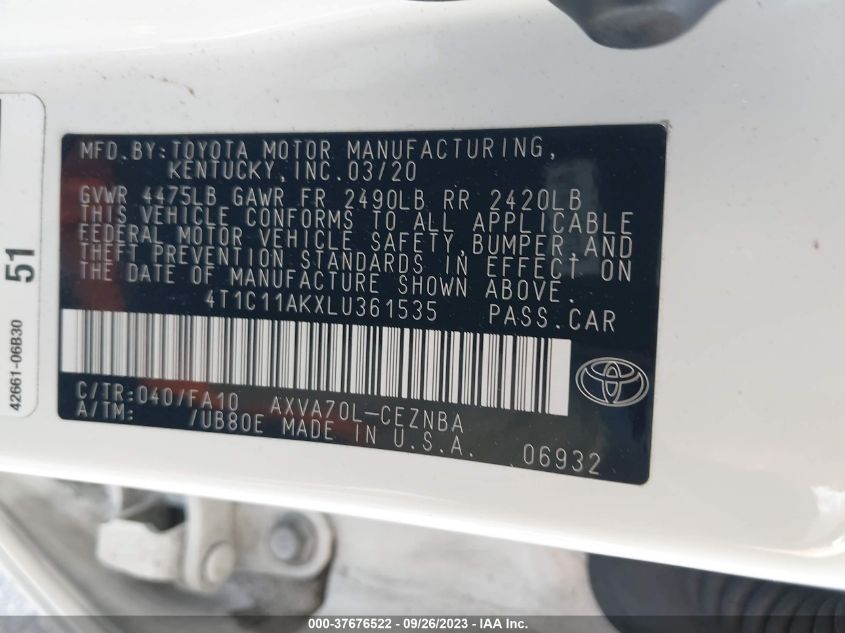 MFD.BY:TOYOTA MOTOR MANUFACTURING,
KENTUCKY,INC.03/20
GVWR 4475LB GAWR FR 2490LB RR 2420LB
THIS VEHICLE CONFORMS TO ALL APPLICABLE
FEDERAL MOTOR VEHICLE SAFETY,BUMPER,AND
THEFT PREVENTION STANDARDS IN EFFECT ON
THE DATE OF MANUFACTURE SHOWN ABOVE.
4T1C11AKXLU361535 PASS.CAR
C/TR:040/FA10 AXVA70L-CEZNBA
A/TM: /UB80E MADE IN U.S.A. 06932
51
42661-06B30
000-37676522 - 09/26/2023 - IAA Inc.